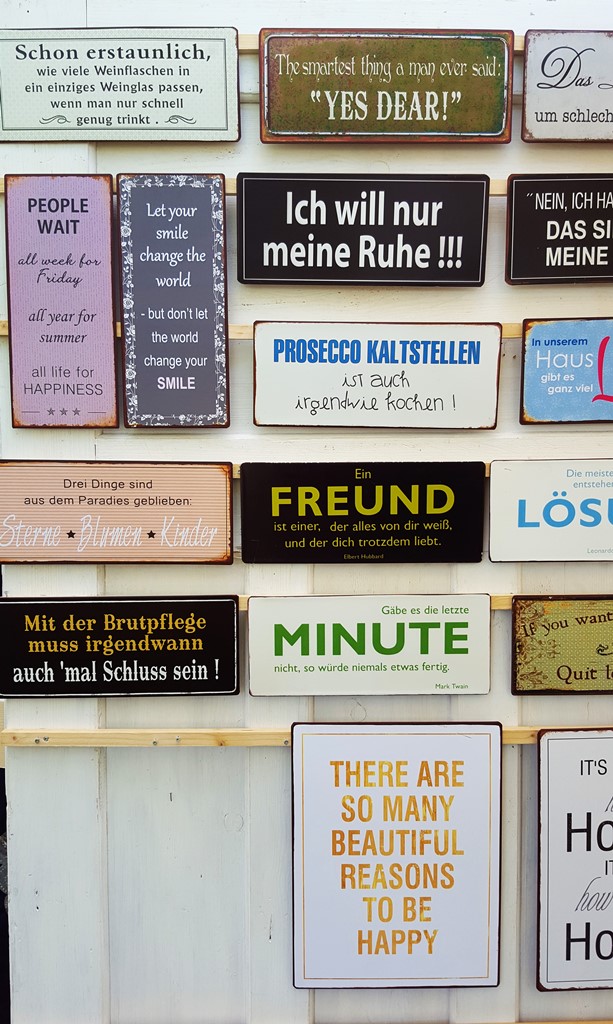 Schon erstaunlich,
wie viele Weinflaschen in
ein einziges Weinglas passen,
wenn man nur schnell
genug trinkt .
The smartest thing a man ever said:
"YES DEAR!"
Das
um schlech
PEOPLE
WAIT
all week for
Friday
all year for
summer
all life for
HAPPINESS
Let your
smile
change the
world
- but don't let
the world
change your
SMILE
Ich will nur
meine Ruhe !!!
"NEIN, ICH HA
DAS SI
MEINE
PROSECCO KALTSTELLEN
ist auch
irgendwie kochen !
In unserem
Haus
gibt es
ganz viel
L
Drei Dinge sind
aus dem Paradies geblieben:
Sterne ★ Blumen ★ Kinder
Ein
FREUND
ist einer, der alles von dir weiß,
und der dich trotzdem liebt.
Elbert Hubbard
Die meiste
entstehe
LÖSU
Leonard
Mit der Brutpflege
muss irgendwann
auch 'mal Schluss sein !
Gäbe es die letzte
MINUTE
nicht, so würde niemals etwas fertig.
Mark Twain
If you want
&
Quit
THERE ARE
SO MANY
BEAUTIFUL
REASONS
TO BE
HAPPY
IT'S
h
Ho
IT
how
Ho